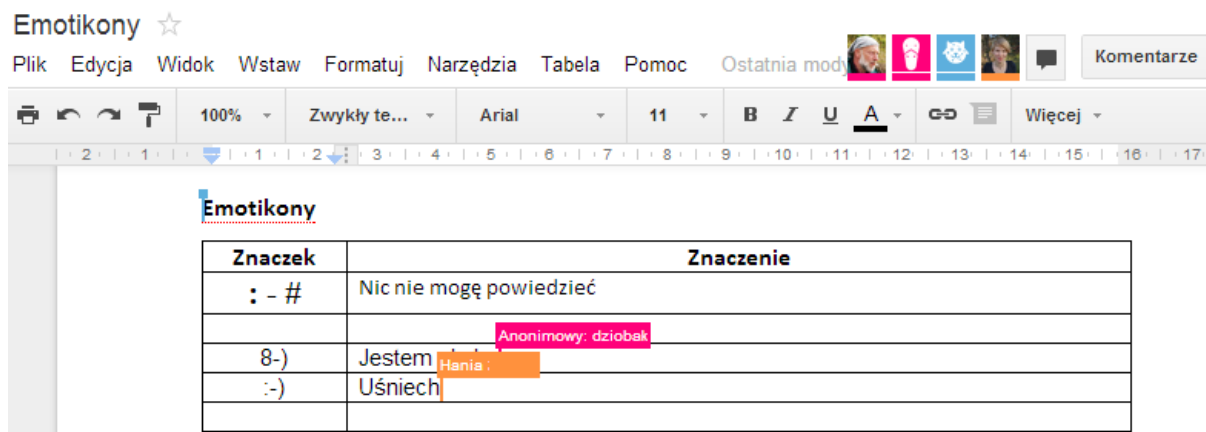 Emotikony
Plik Edycja Widok Wstaw Formatuj Narzędzia Tabela Pomoc Ostatnia mody Komentarze
100% Zwykły te... Arial 11 B I U A Więcej
2 1 1 2 3 4 5 6 7 8 9 10 11 12 13 14 15 16 17
Emotikony
Znaczek Znaczenie
: - # Nic nie mogę powiedzieć
Anonimowy: dziobak
8-) Jestem
Hania :
:-) Uśmiech